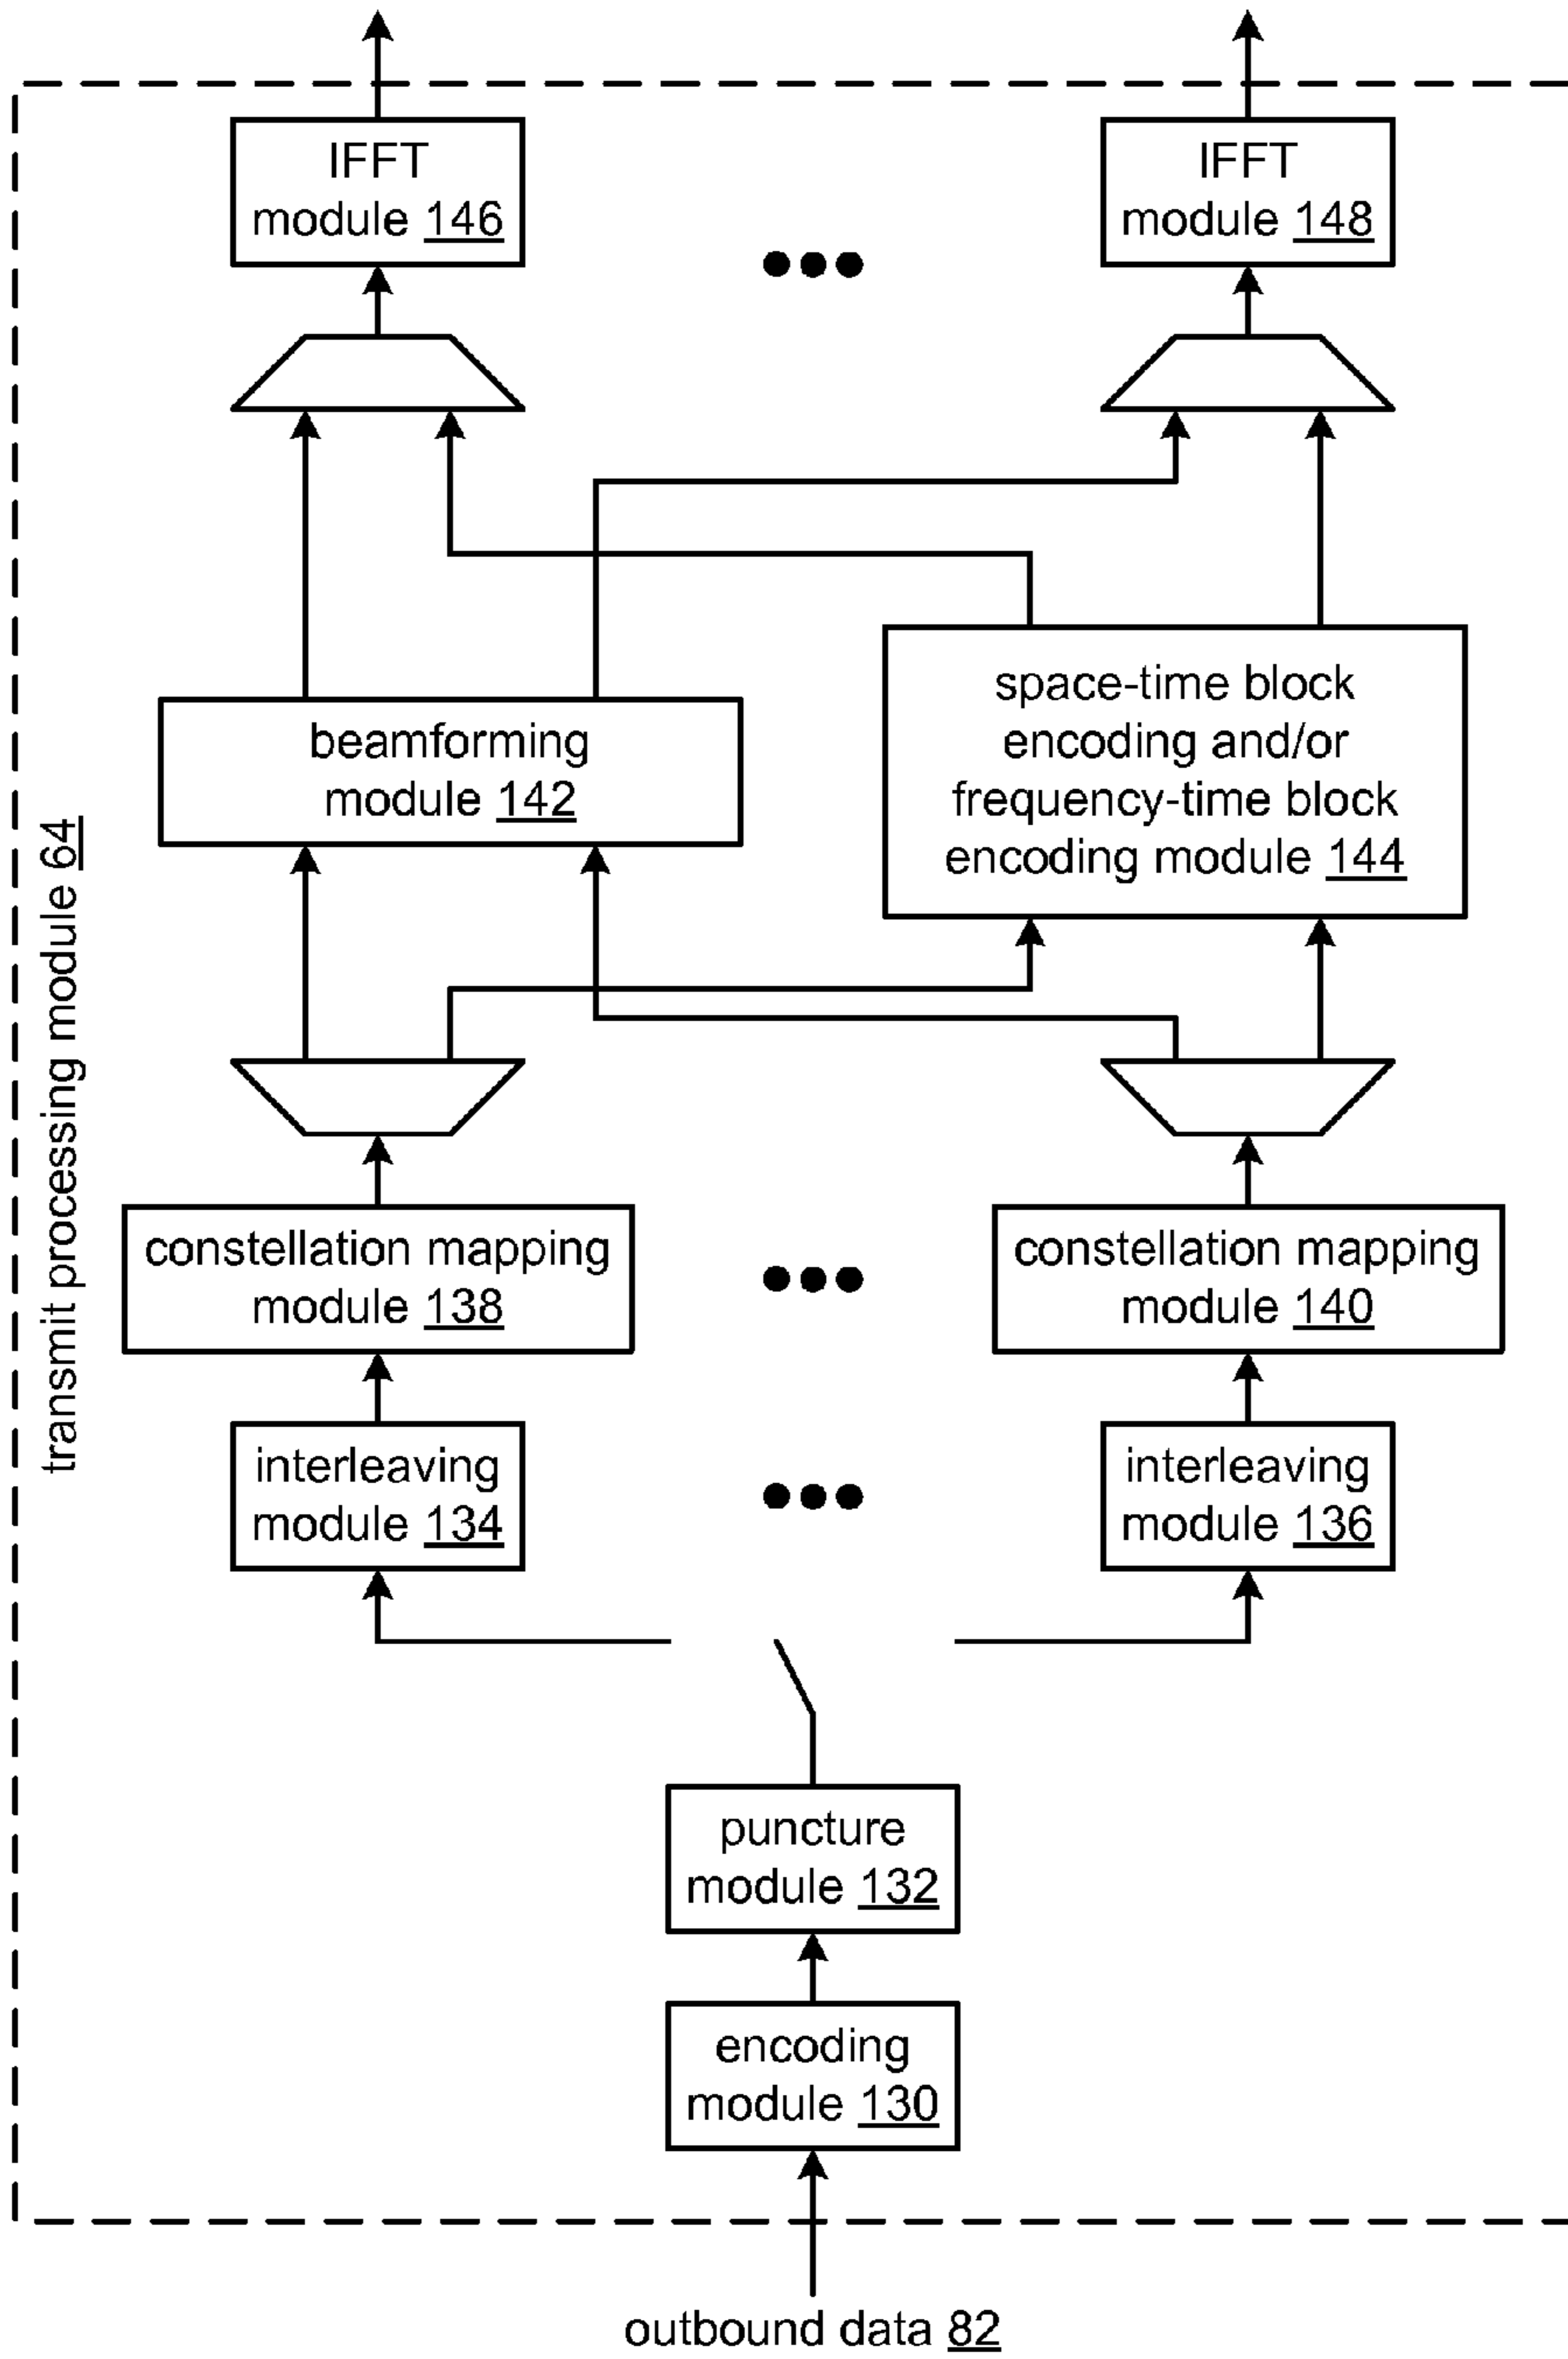 IFFT
module 146
IFFT
module 148
beamforming
module 142
space-time block
encoding and/or
frequency-time block
encoding module 144
transmit processing module 64
constellation mapping
module 138
constellation mapping
module 140
interleaving
module 134
interleaving
module 136
puncture
module 132
encoding
module 130
outbound data 82